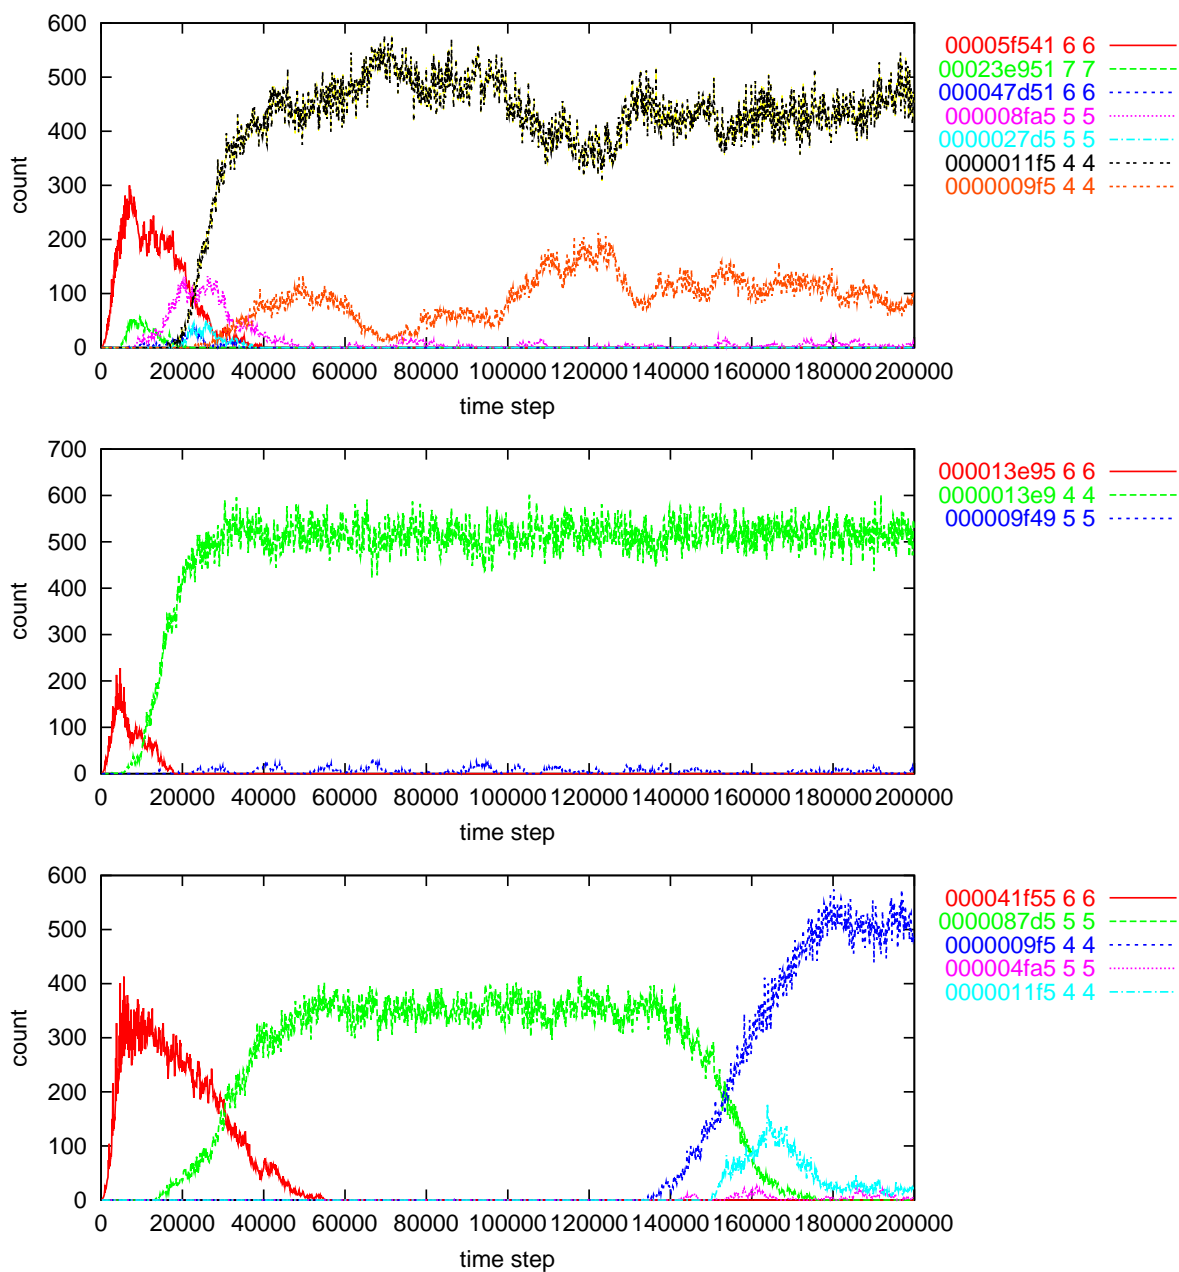 600
500
400
300
200
100
0
count
0 20000 40000 60000 80000 100000 120000 140000 160000 180000 200000
time step
00005f541 6 6
00023e951 7 7
000047d51 6 6
000008fa5 5 5
0000027d5 5 5
0000011f5 4 4
0000009f5 4 4
700
600
500
400
300
200
100
0
count
0 20000 40000 60000 80000 100000 120000 140000 160000 180000 200000
time step
000013e95 6 6
0000013e9 4 4
000009f49 5 5
600
500
400
300
200
100
0
count
0 20000 40000 60000 80000 100000 120000 140000 160000 180000 200000
time step
000041f55 6 6
0000087d5 5 5
0000009f5 4 4
000004fa5 5 5
0000011f5 4 4